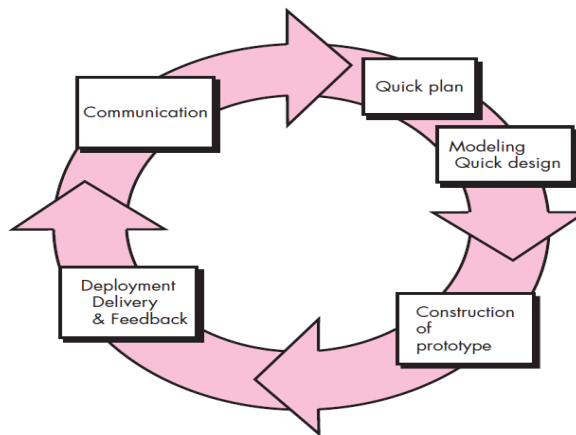 Communication
Quick plan
Modeling
Quick design
Construction
of
prototype
Deployment
Delivery
& Feedback